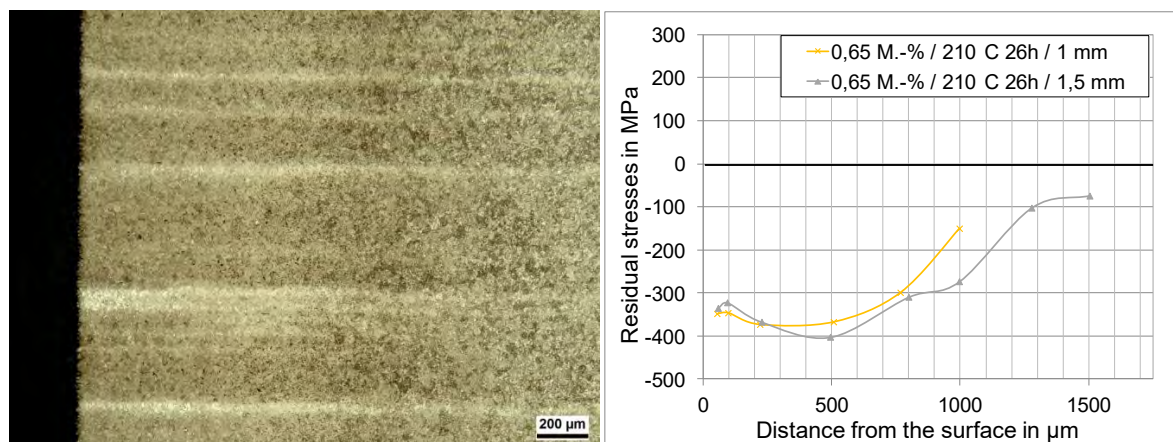 200 µm
300
200
100
0
-100
-200
-300
-400
-500
Residual stresses in MPa
0,65 M.-% / 210 C 26h / 1 mm
0,65 M.-% / 210 C 26h / 1,5 mm
0 500 1000 1500
Distance from the surface in µm